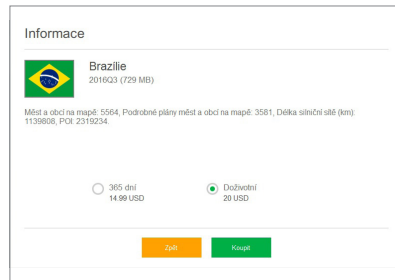 Informace
Brazílie
2016Q3 (729 MB)
Měst a obcí na mapě: 5564, Podrobné plány měst a obcí na mapě: 3581, Délka silniční sítě (km):
1139808, POI: 2319234.
365 dní
14.99 USD
Doživotní
20 USD
Zpět
Koupit